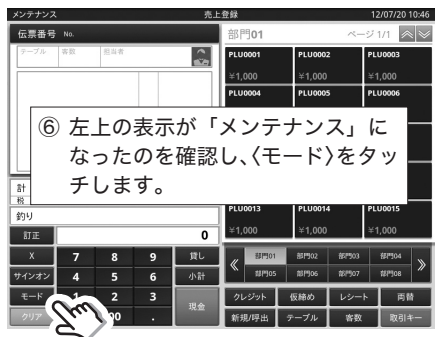 メンテナンス 売上登録 12/07/20 10:46
伝票番号 No. 部門01 ページ 1/1
テーブル 客数 担当者
PLU0001 PLU0002 PLU0003
¥1,000 ¥1,000 ¥1,000
PLU0004 PLU0005 PLU0006
⑥ 左上の表示が「メンテナンス」に
なったのを確認し、〈モード〉をタッ
チします。
計
税
釣り
PLU0013 PLU0014 PLU0015
¥1,000 ¥1,000 ¥1,000
訂正 0
X 7 8 9 貸し
部門01 部門02 部門03 部門04
サインオン 4 5 6 小計
部門05 部門06 部門07 部門08
モード 1 2 3 現金
クレジット 仮締め レシート 両替
クリア 00 .
新規/呼出 テーブル 客数 取引キー